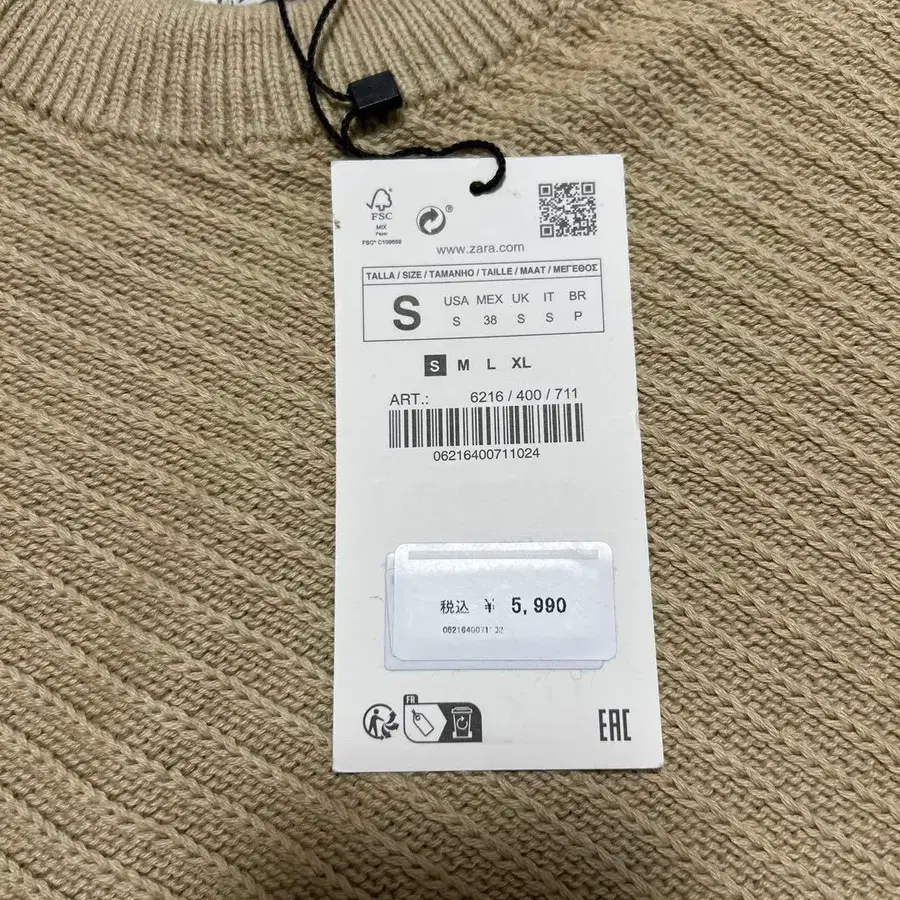 FSC
MIX
Paper
FSC® C109659
®
www.zara.com
TALLA / SIZE / TAMANHO / TAILLE / MAAT / ΜΕΓΕΘΟΣ
S
USA MEX UK IT BR
S 38 S S P
S M L XL
ART.: 6216 / 400 / 711
06216400711024
税込 ¥ 5,990
FR
EAC